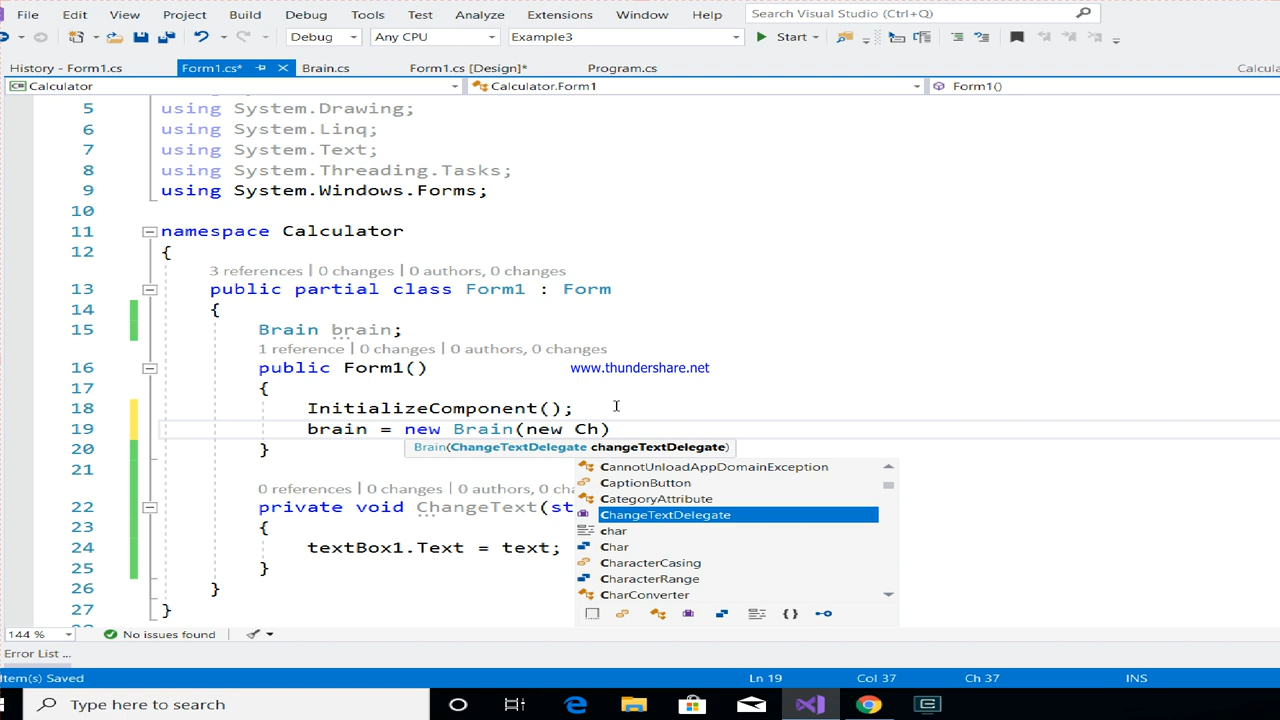 File Edit View Project Build Debug Tools Test Analyze Extensions Window Help Search Visual Studio (Ctrl+Q)
Debug Any CPU Example3 Start
History - Form1.cs Form1.cs* Brain.cs Form1.cs [Design]* Program.cs Calcula
Calculator Calculator.Form1 Form1()
5 using System.Drawing;
6 using System.Linq;
7 using System.Text;
8 using System.Threading.Tasks;
9 using System.Windows.Forms;
10
11 namespace Calculator
12 {
3 references | 0 changes | 0 authors, 0 changes
13 public partial class Form1 : Form
14 {
15 Brain brain;
1 reference | 0 changes | 0 authors, 0 changes
16 public Form1()
www.thundershare.net
17 {
18 InitializeComponent();
19 brain = new Brain(new Ch)
20 }
Brain(ChangeTextDelegate changeTextDelegate)
21
CannotUnloadAppDomainException
CaptionButton
CategoryAttribute
ChangeTextDelegate
char
Char
CharacterCasing
CharacterRange
CharConverter
0 references | 0 changes | 0 authors, 0 cha
22 private void ChangeText(st
23 {
24 textBox1.Text = text;
25 }
26 }
27 }
144 % No issues found
Error List ...
Item(s) Saved Ln 19 Col 37 Ch 37 INS
Type here to search